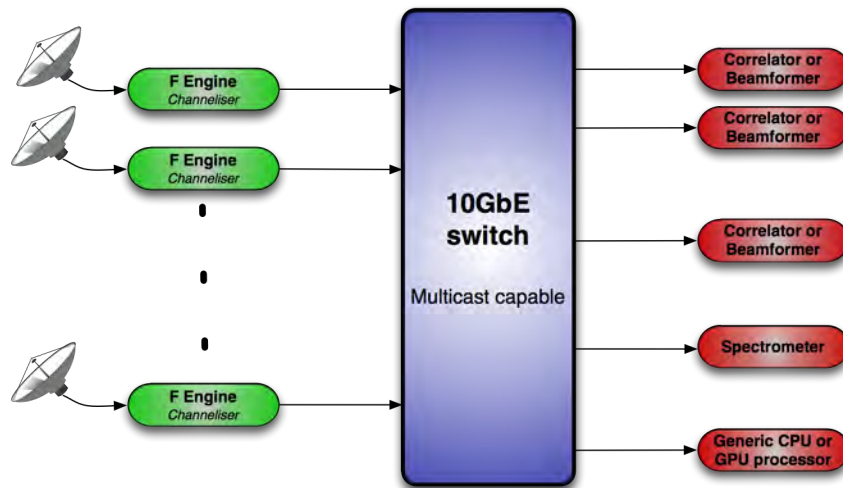 F Engine
Channeliser
F Engine
Channeliser
F Engine
Channeliser
10GbE
switch
Multicast capable
Correlator or
Beamformer
Correlator or
Beamformer
Correlator or
Beamformer
Spectrometer
Generic CPU or
GPU processor